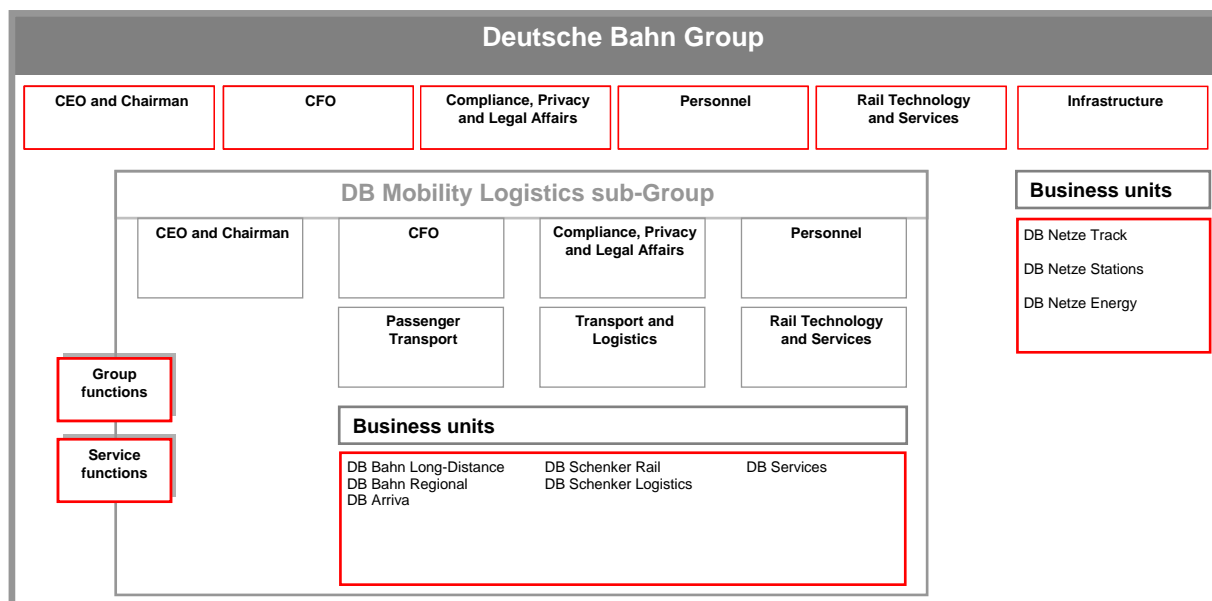 Deutsche Bahn Group
CEO and Chairman
CFO
Compliance, Privacy
and Legal Affairs
Personnel
Rail Technology
and Services
Infrastructure
DB Mobility Logistics sub-Group
CEO and Chairman
CFO
Compliance, Privacy
and Legal Affairs
Personnel
Passenger
Transport
Transport and
Logistics
Rail Technology
and Services
Group
functions
Service
functions
Business units
DB Bahn Long-Distance
DB Bahn Regional
DB Arriva
DB Schenker Rail
DB Schenker Logistics
DB Services
Business units
DB Netze Track
DB Netze Stations
DB Netze Energy